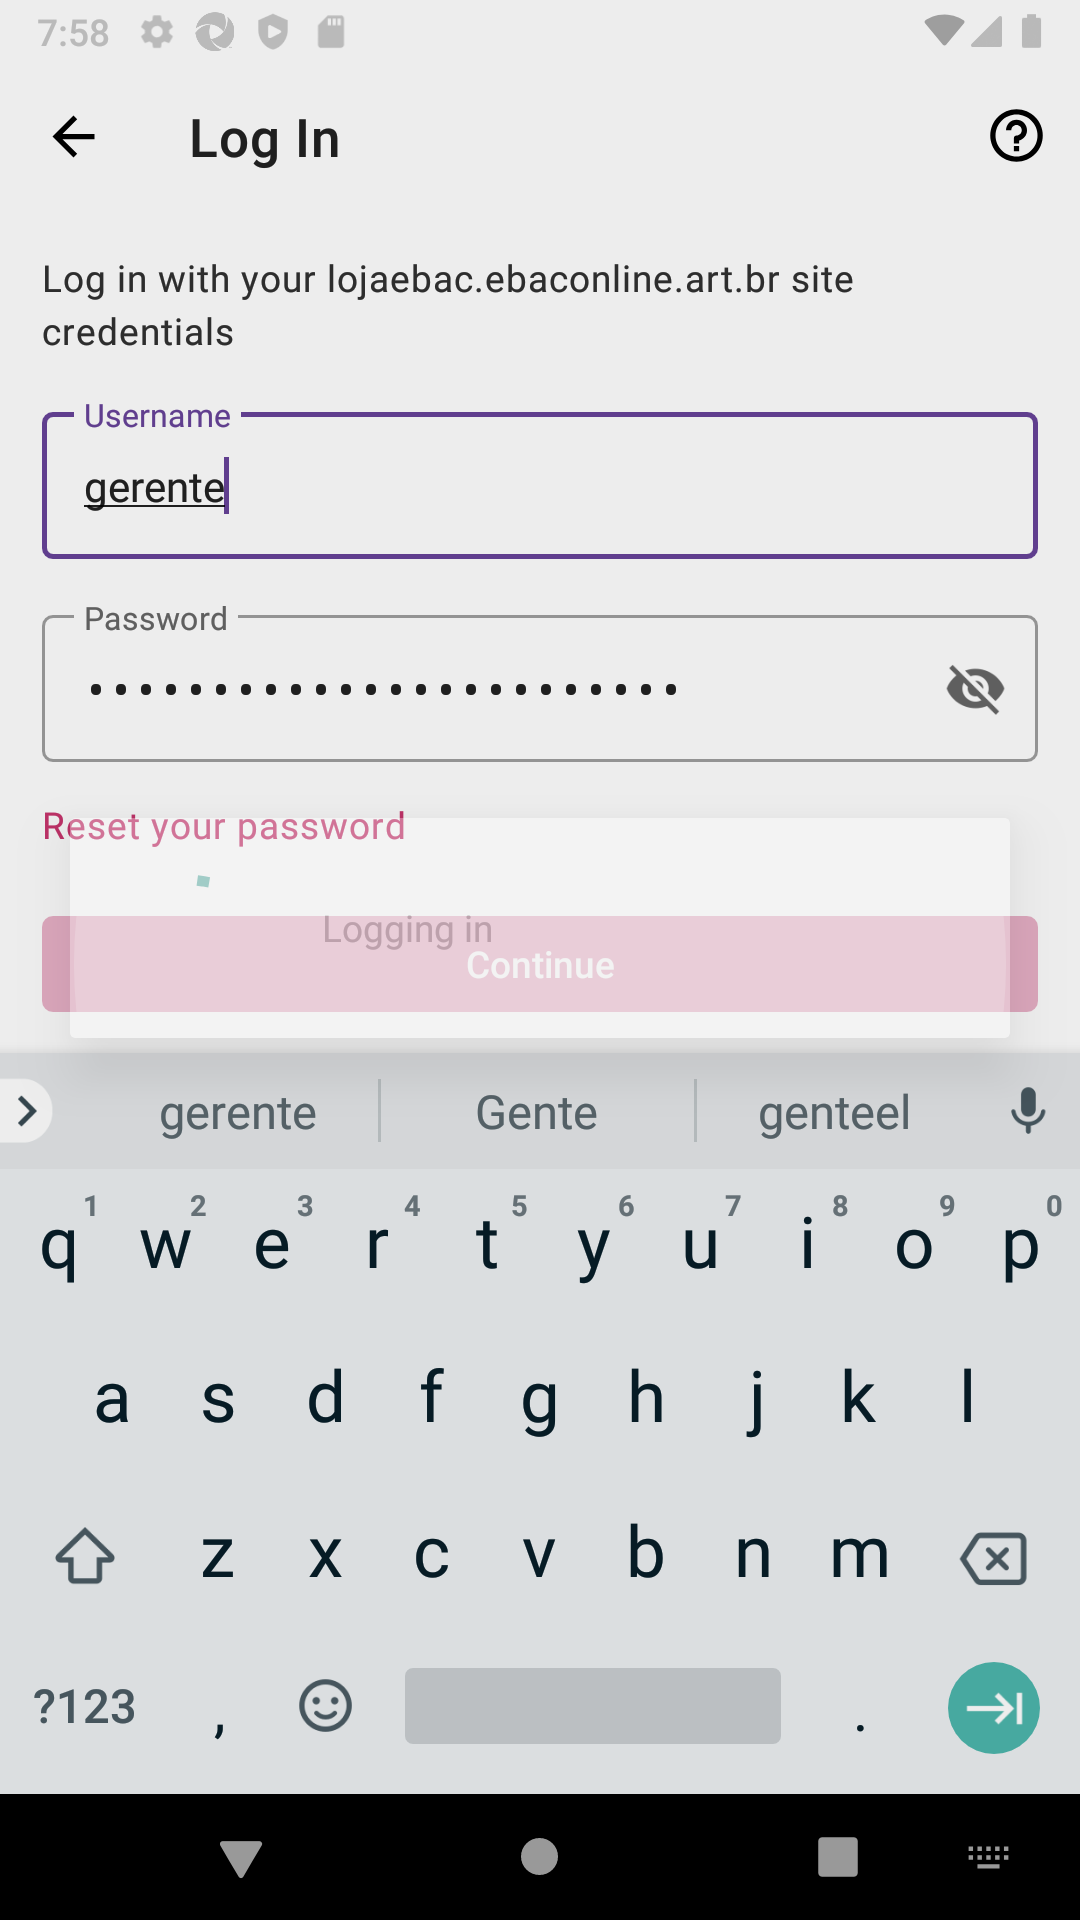 7:58
Log In
Log in with your lojaebac.ebaconline.art.br site
credentials
Username
gerente
Password
Reset your password
Logging in
Continue
gerente Gente genteel
1 2 3 4 5 6 7 8 9 0
q w e r t y u i o p
a s d f g h j k l
z x c v b n m
?123 , .